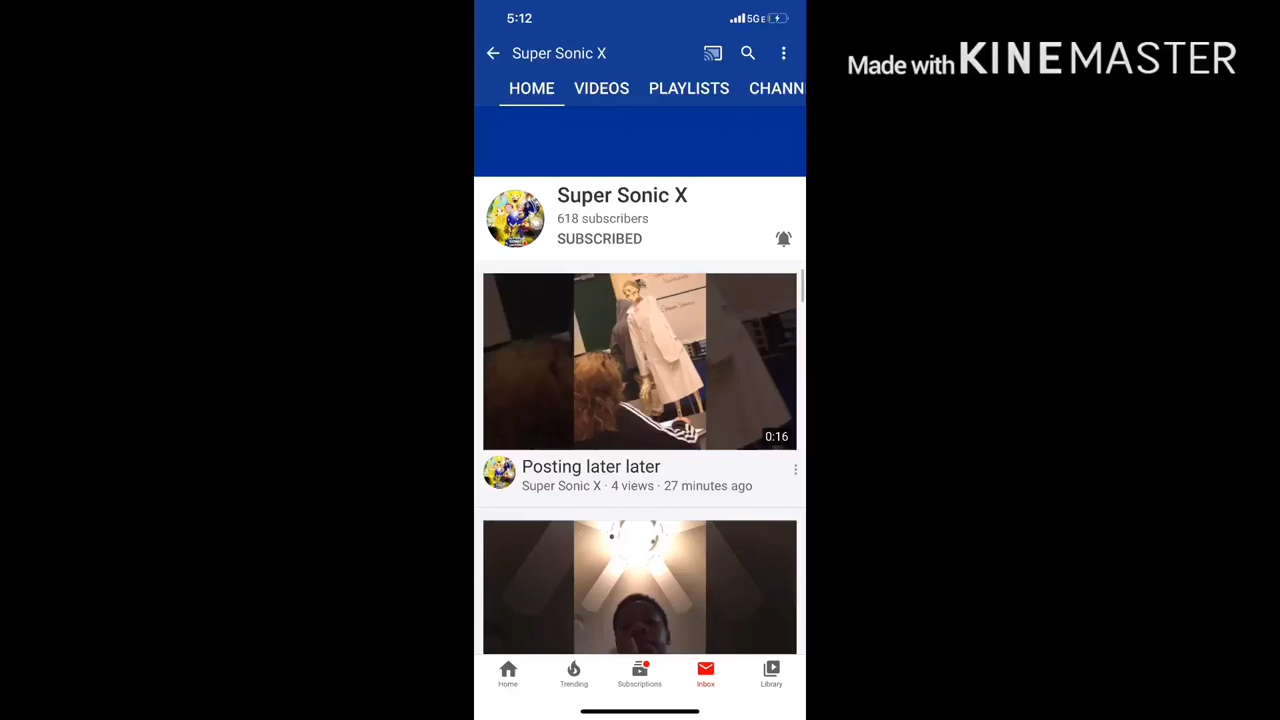 5:12
5GE
Super Sonic X
HOME VIDEOS PLAYLISTS CHANN
Made with KINEMASTER
Super Sonic X
618 subscribers
SUBSCRIBED
0:16
Posting later later
Super Sonic X · 4 views · 27 minutes ago
Home Trending Subscriptions Inbox Library